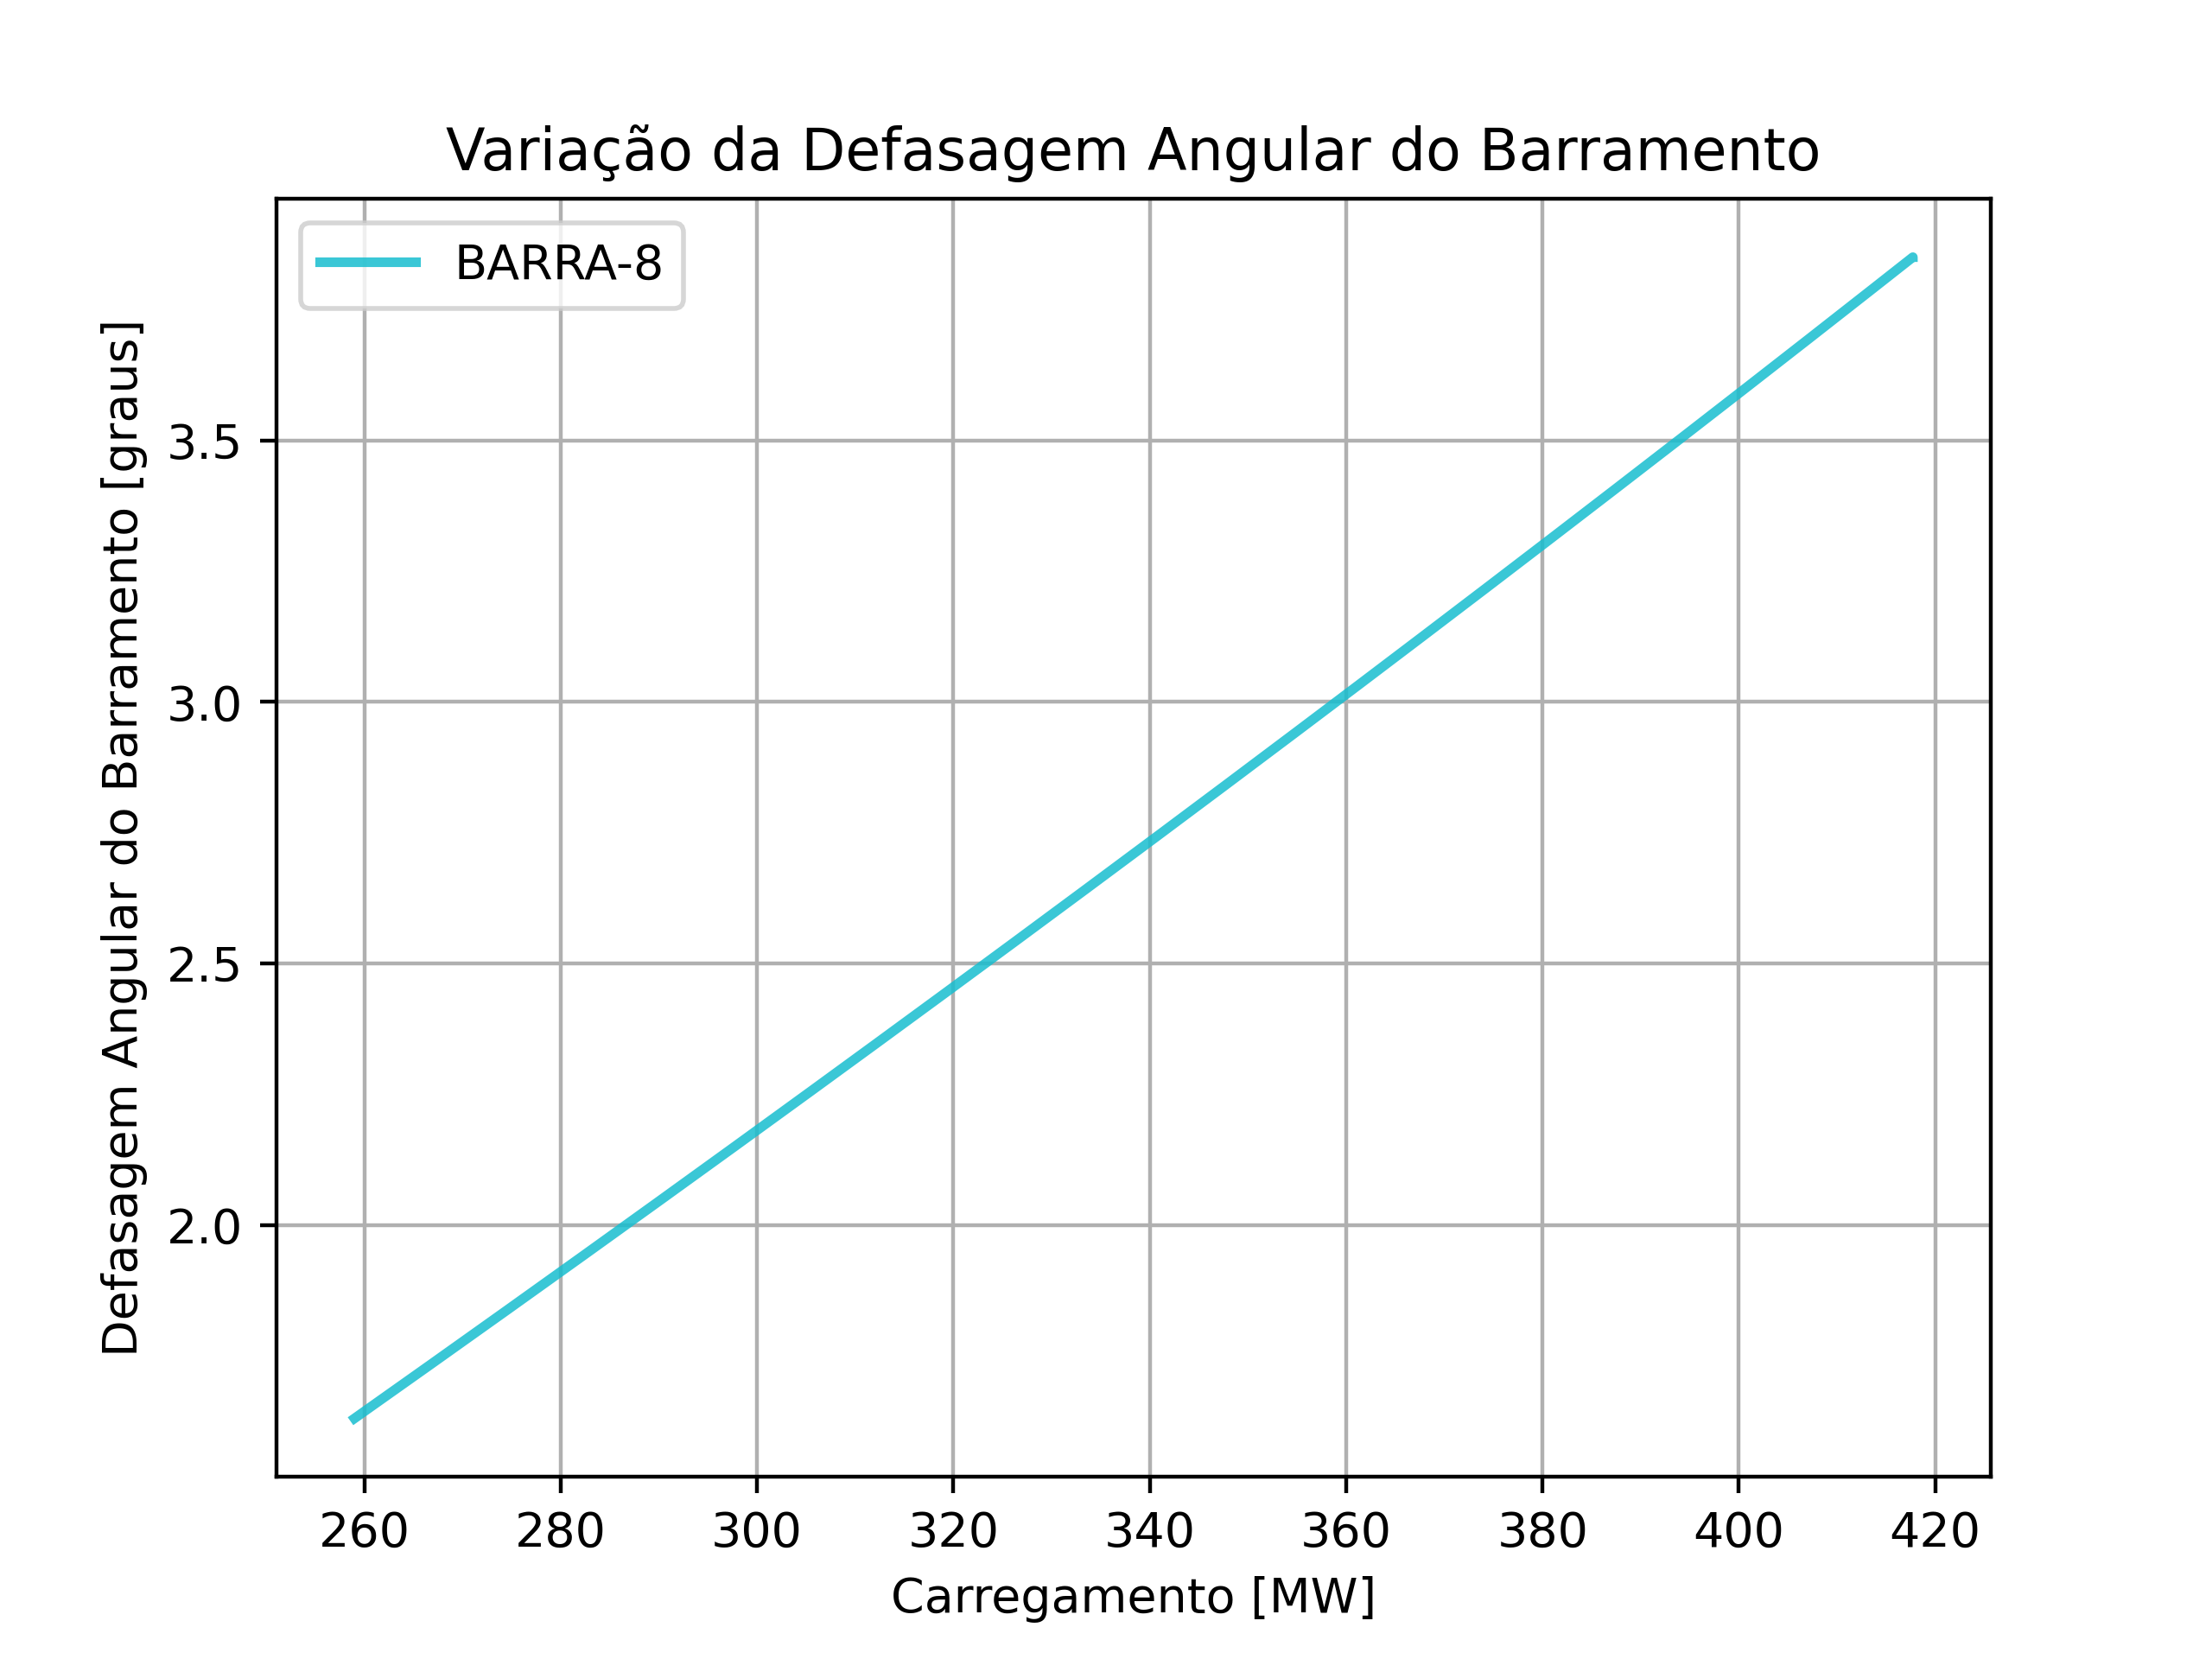 Variação da Defasagem Angular do Barramento
BARRA-8
Defasagem Angular do Barramento [graus]
3.5
3.0
2.5
2.0
260 280 300 320 340 360 380 400 420
Carregamento [MW]